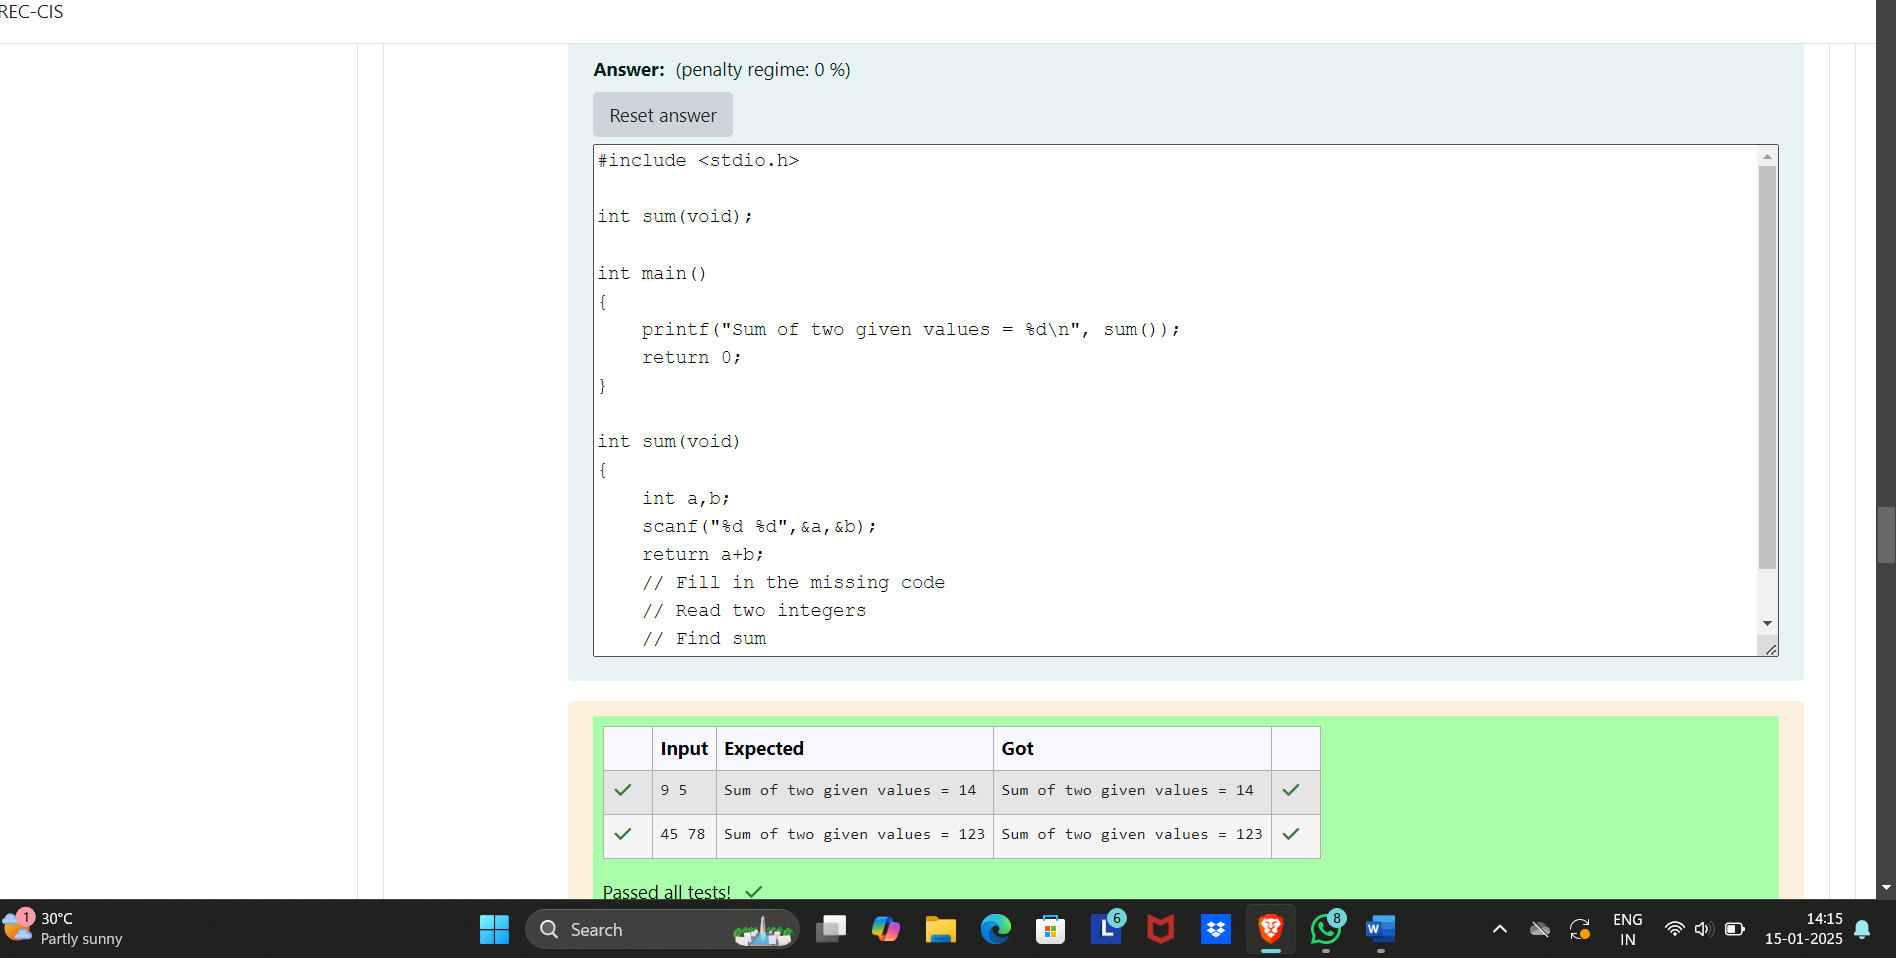 REC-CIS
Answer: (penalty regime: 0 %)
Reset answer
#include <stdio.h>
int sum(void);
int main()
{
    printf("Sum of two given values = %d\n", sum());
    return 0;
}
int sum(void)
{
    int a,b;
    scanf("%d %d",&a,&b);
    return a+b;
    // Fill in the missing code
    // Read two integers
    // Find sum
Input Expected Got
9 5 Sum of two given values = 14 Sum of two given values = 14
45 78 Sum of two given values = 123 Sum of two given values = 123
Passed all tests!
1 30°C
Partly sunny
Search
L 6
8
W
ENG
IN
14:15
15-01-2025